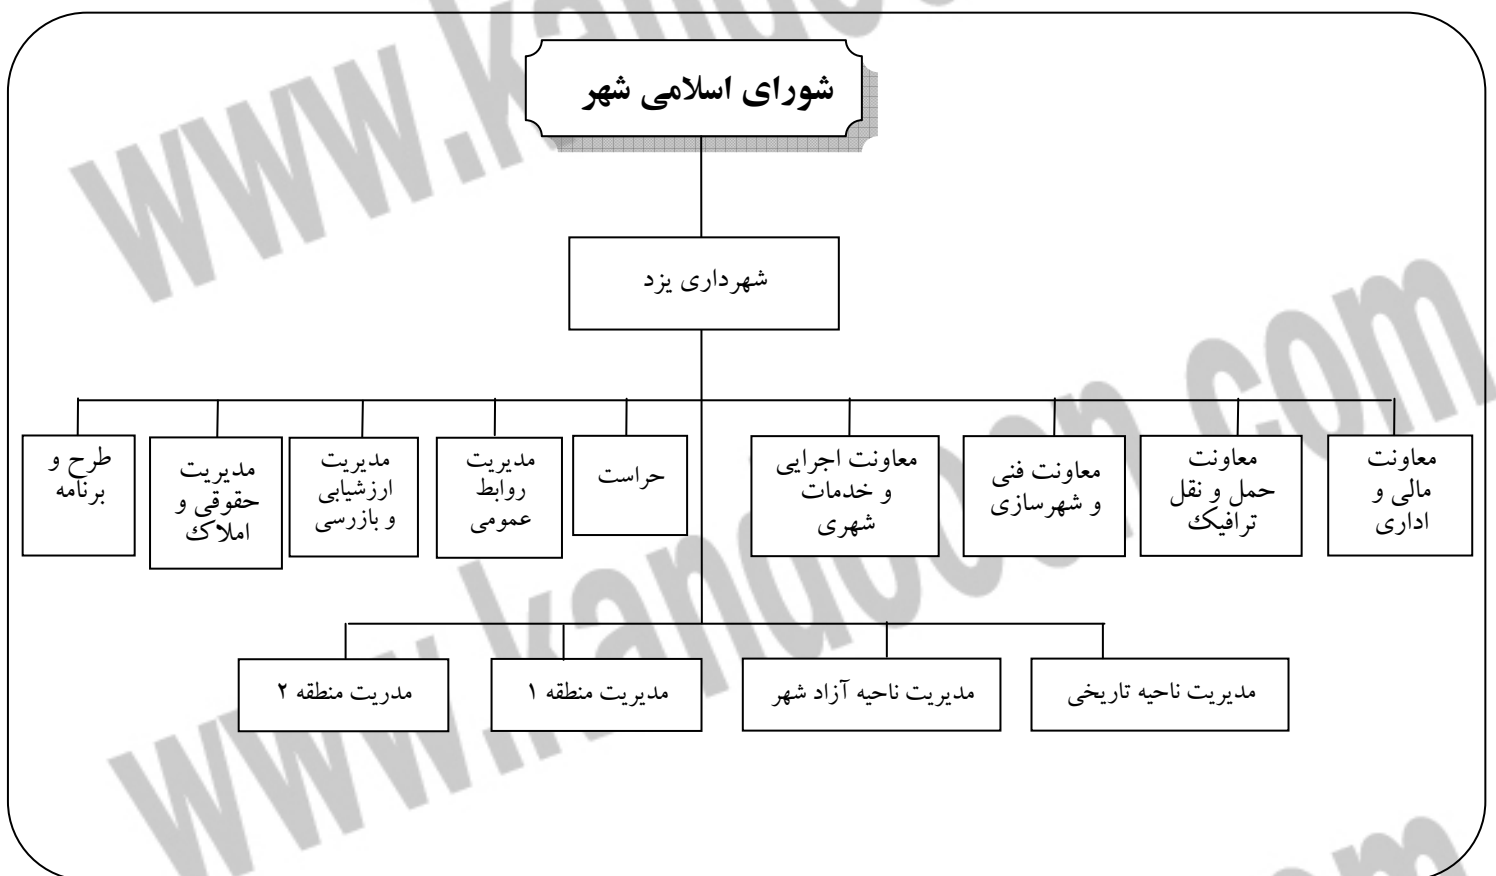 شورای اسلامی شهر
شهرداری یزد
معاونت
مالی و
اداری
معاونت
حمل و نقل
ترافیک
معاونت فنی
و شهرسازی
معاونت اجرایی
و خدمات
شهری
حراست
مدیریت
روابط
عمومی
مدیریت
ارزشیابی
و بازرسی
مدیریت
حقوقی و
املاک
طرح و
برنامه
مدیریت ناحیه تاریخی
مدیریت ناحیه آزاد شهر
مدیریت منطقه ۱
مدریت منطقه ۲
www.kandoocn.com